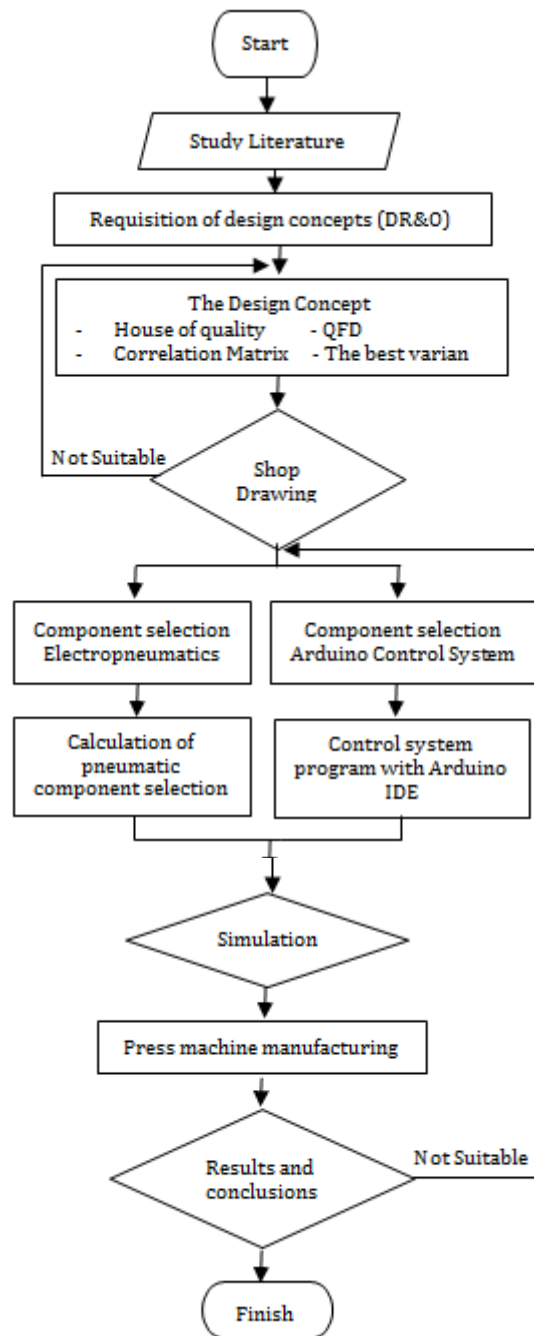 Start
Study Literature
Requisition of design concepts (DR&O)
The Design Concept
- House of quality - QFD
- Correlation Matrix - The best varian
Not Suitable
Shop
Drawing
Component selection
Electropneumatics
Component selection
Arduino Control System
Calculation of
pneumatic
component selection
Control system
program with Arduino
IDE
Simulation
Press machine manufacturing
Results and
conclusions
Not Suitable
Finish